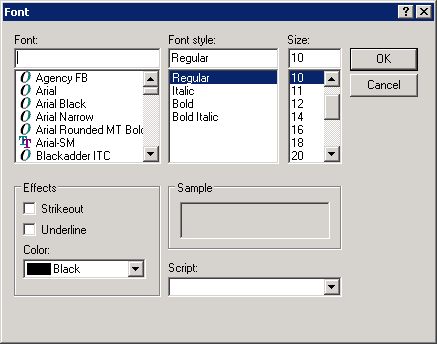 Font
Font: Font style: Size:
Regular 10 OK
Agency FB Regular 10 Cancel
Arial Italic 11
Arial Black Bold 12
Arial Narrow Bold Italic 14
Arial Rounded MT Bold 16
Arial-SM 18
Blackadder ITC 20
Effects Sample
Strikeout
Underline
Color:
Black
Script: